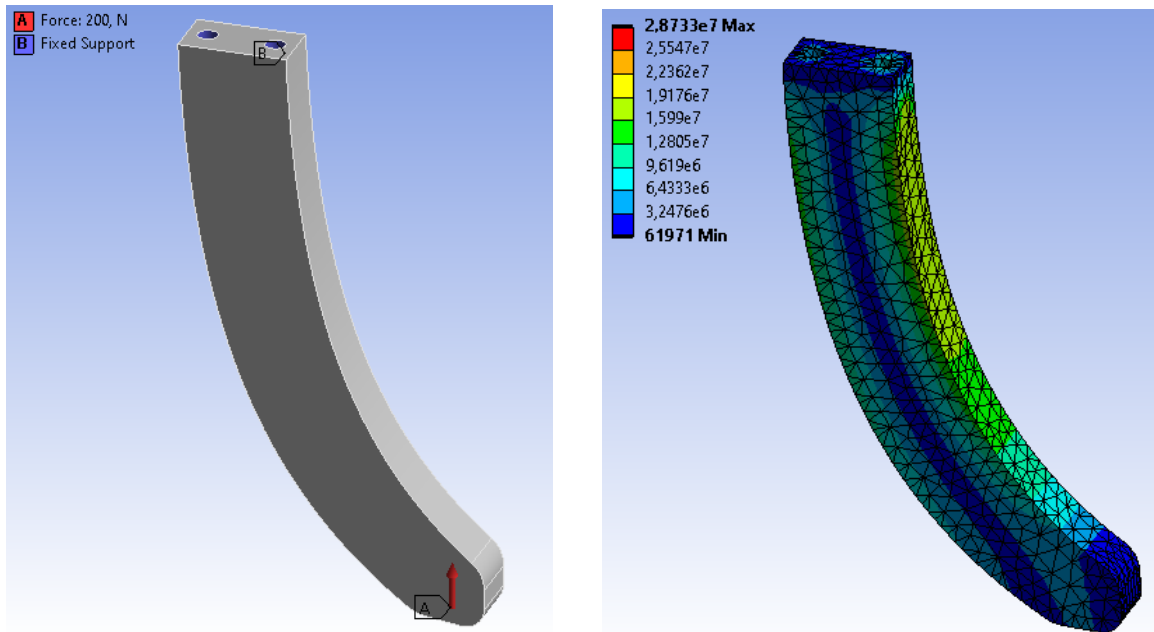 A Force: 200, N
B Fixed Support
B
A
2,8733e7 Max
2,5547e7
2,2362e7
1,9176e7
1,599e7
1,2805e7
9,619e6
6,4333e6
3,2476e6
61971 Min